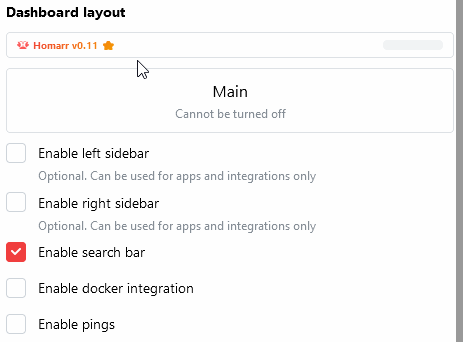 Dashboard layout
Homarr v0.11
Main
Cannot be turned off
Enable left sidebar
Optional. Can be used for apps and integrations only
Enable right sidebar
Optional. Can be used for apps and integrations only
Enable search bar
Enable docker integration
Enable pings